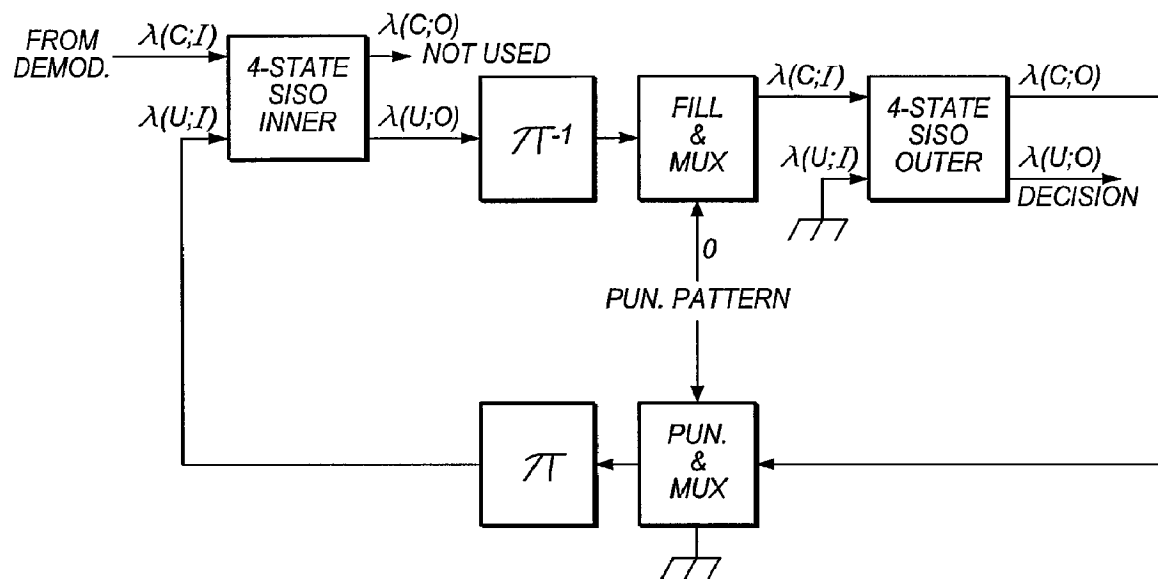 FROM
DEMOD.
λ(C;I)
λ(U;I)
4-STATE
SISO
INNER
λ(C;O)
NOT USED
λ(U;O)
π-1
FILL
&
MUX
λ(C;I)
λ(U;I)
4-STATE
SISO
OUTER
λ(C;O)
λ(U;O)
DECISION
0
PUN. PATTERN
π
PUN.
&
MUX